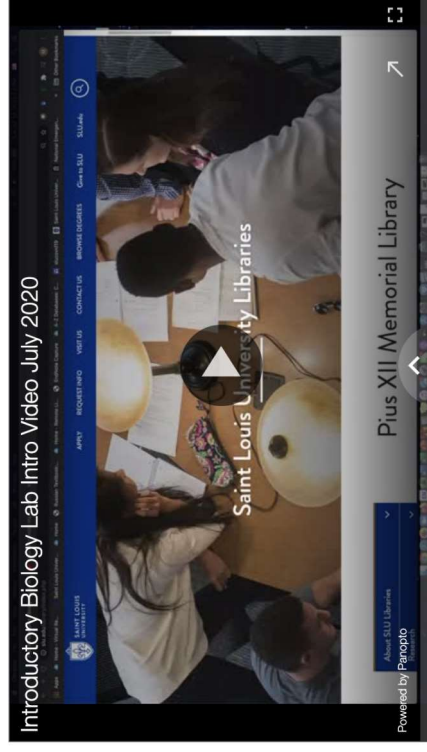 Introductory Biology Lab Intro Video July 2020
SAINT LOUIS
UNIVERSITY
APPLY REQUEST INFO VISIT US CONTACT US BROWSE DEGREES Give to SLU SLU.edu
Saint Louis University Libraries
Pius XII Memorial Library
About SLU Libraries
Research
Powered by Panopto